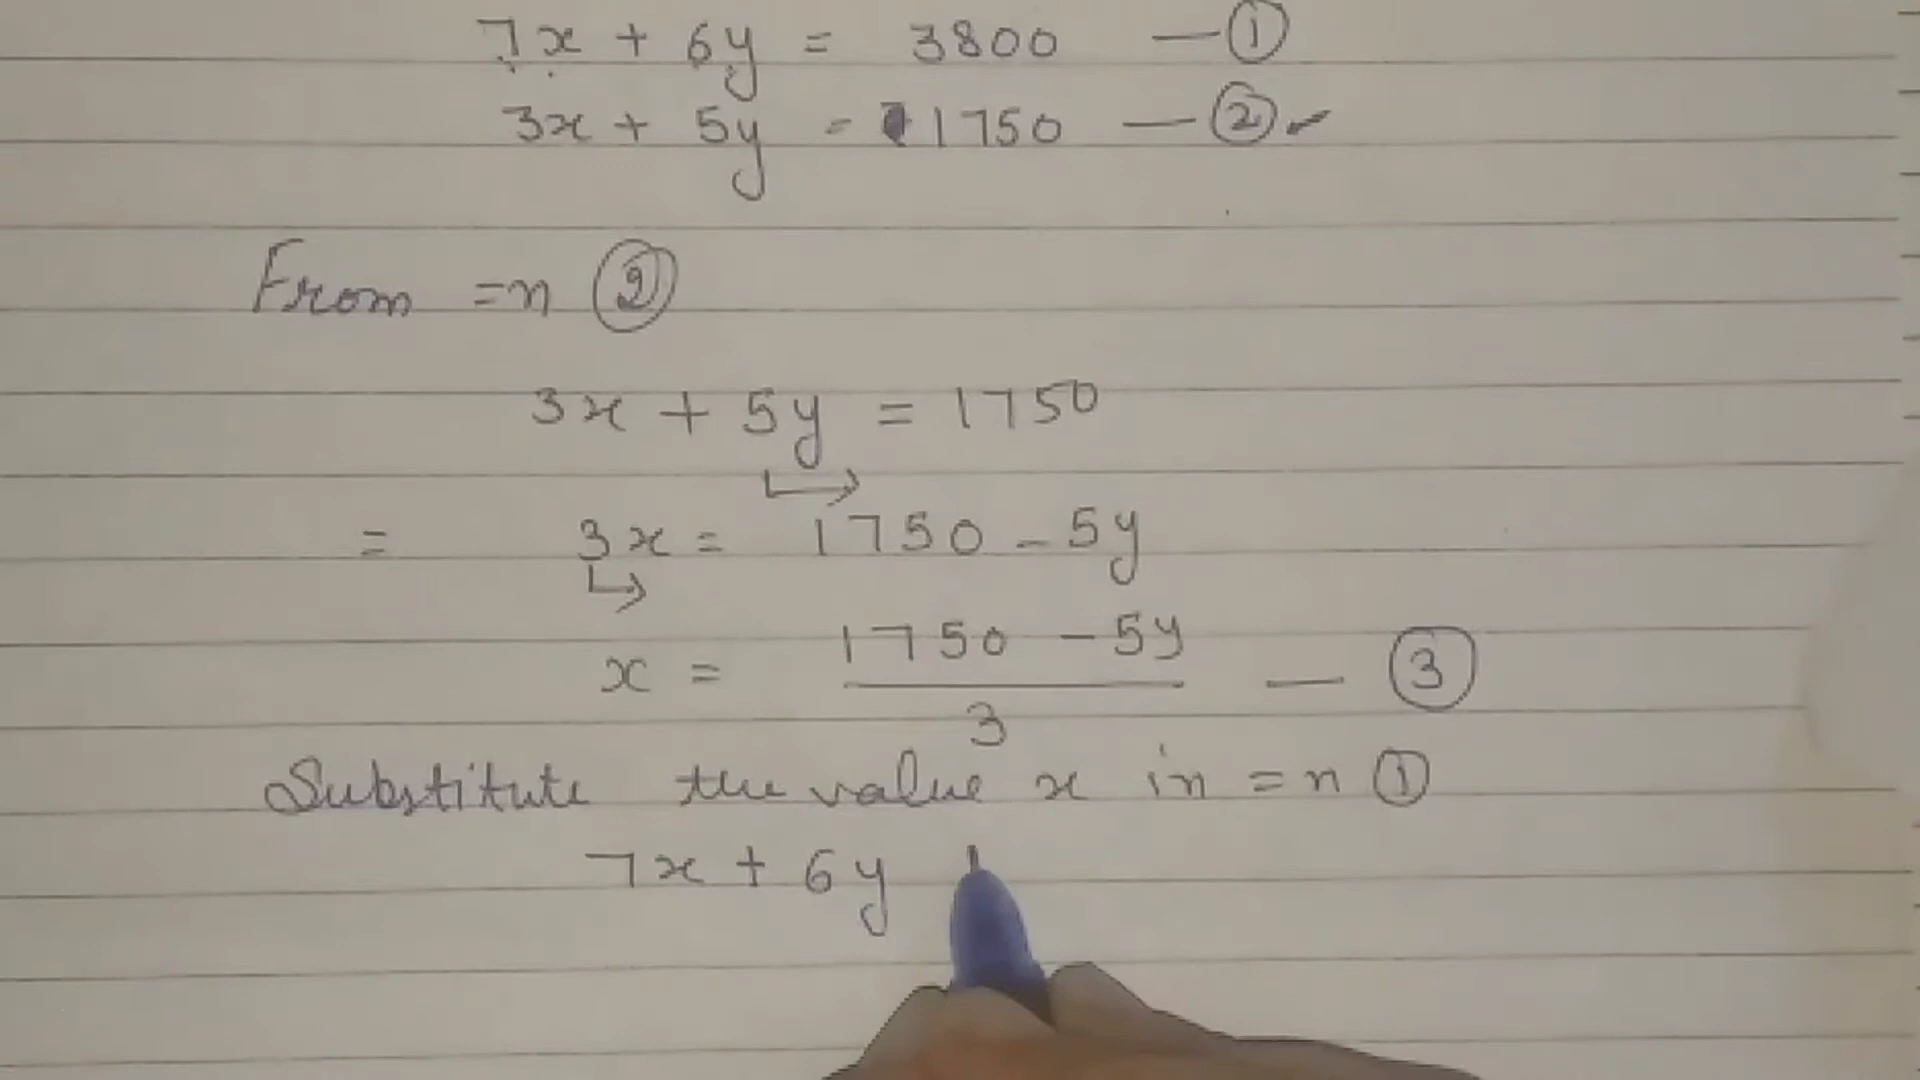 7x + 6y = 3800 — ①
3x + 5y = 1750 — ②
From =n ②
3x + 5y = 1750
= 3x = 1750 - 5y
x = 1750 - 5y — ③
3
Substitute the value x in =n ①
7x + 6y